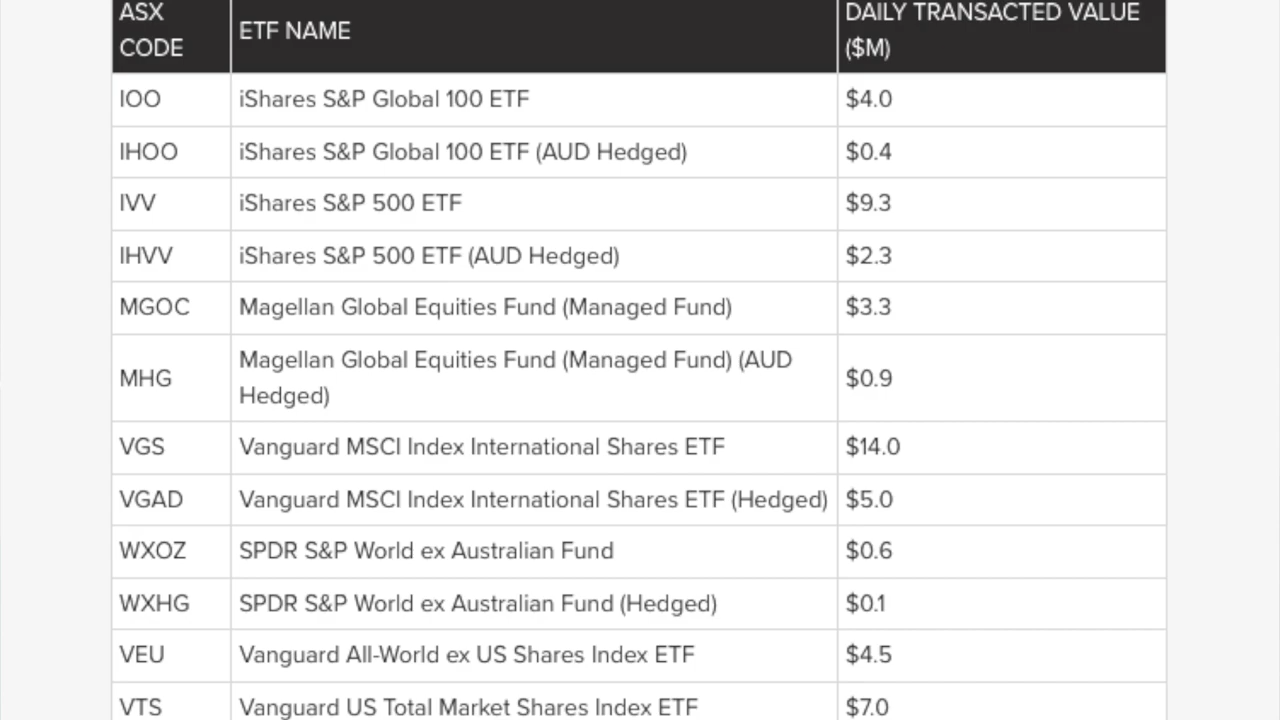 ASX CODE ETF NAME DAILY TRANSACTED VALUE ($M)
IOO iShares S&P Global 100 ETF $4.0
IHOO iShares S&P Global 100 ETF (AUD Hedged) $0.4
IVV iShares S&P 500 ETF $9.3
IHVV iShares S&P 500 ETF (AUD Hedged) $2.3
MGOC Magellan Global Equities Fund (Managed Fund) $3.3
MHG Magellan Global Equities Fund (Managed Fund) (AUD Hedged) $0.9
VGS Vanguard MSCI Index International Shares ETF $14.0
VGAD Vanguard MSCI Index International Shares ETF (Hedged) $5.0
WXOZ SPDR S&P World ex Australian Fund $0.6
WXHG SPDR S&P World ex Australian Fund (Hedged) $0.1
VEU Vanguard All-World ex US Shares Index ETF $4.5
VTS Vanguard US Total Market Shares Index ETF $7.0